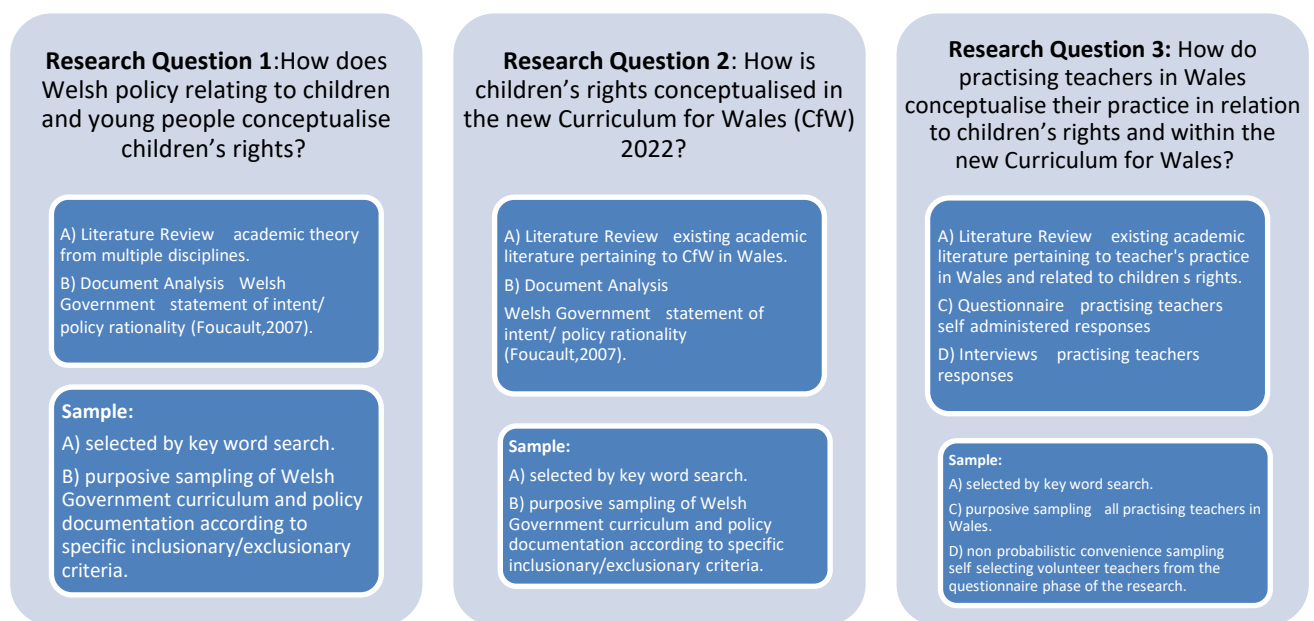 Research Question 1:How does
Welsh policy relating to children
and young people conceptualise
children’s rights?
A) Literature Review academic theory
from multiple disciplines.
B) Document Analysis Welsh
Government statement of intent/
policy rationality (Foucault,2007).
Sample:
A) selected by key word search.
B) purposive sampling of Welsh
Government curriculum and policy
documentation according to
specific inclusionary/exclusionary
criteria.
Research Question 2: How is
children’s rights conceptualised in
the new Curriculum for Wales (CfW)
2022?
A) Literature Review existing academic
literature pertaining to CfW in Wales.
B) Document Analysis
Welsh Government statement of
intent/ policy rationality
(Foucault,2007).
Sample:
A) selected by key word search.
B) purposive sampling of Welsh
Government curriculum and policy
documentation according to specific
inclusionary/exclusionary criteria.
Research Question 3: How do
practising teachers in Wales
conceptualise their practice in relation
to children’s rights and within the
new Curriculum for Wales?
A) Literature Review existing academic
literature pertaining to teacher's practice
in Wales and related to children s rights.
C) Questionnaire practising teachers
self administered responses
D) Interviews practising teachers
responses
Sample:
A) selected by key word search.
C) purposive sampling all practising teachers in
Wales.
D) non probabilistic convenience sampling
self selecting volunteer teachers from the
questionnaire phase of the research.